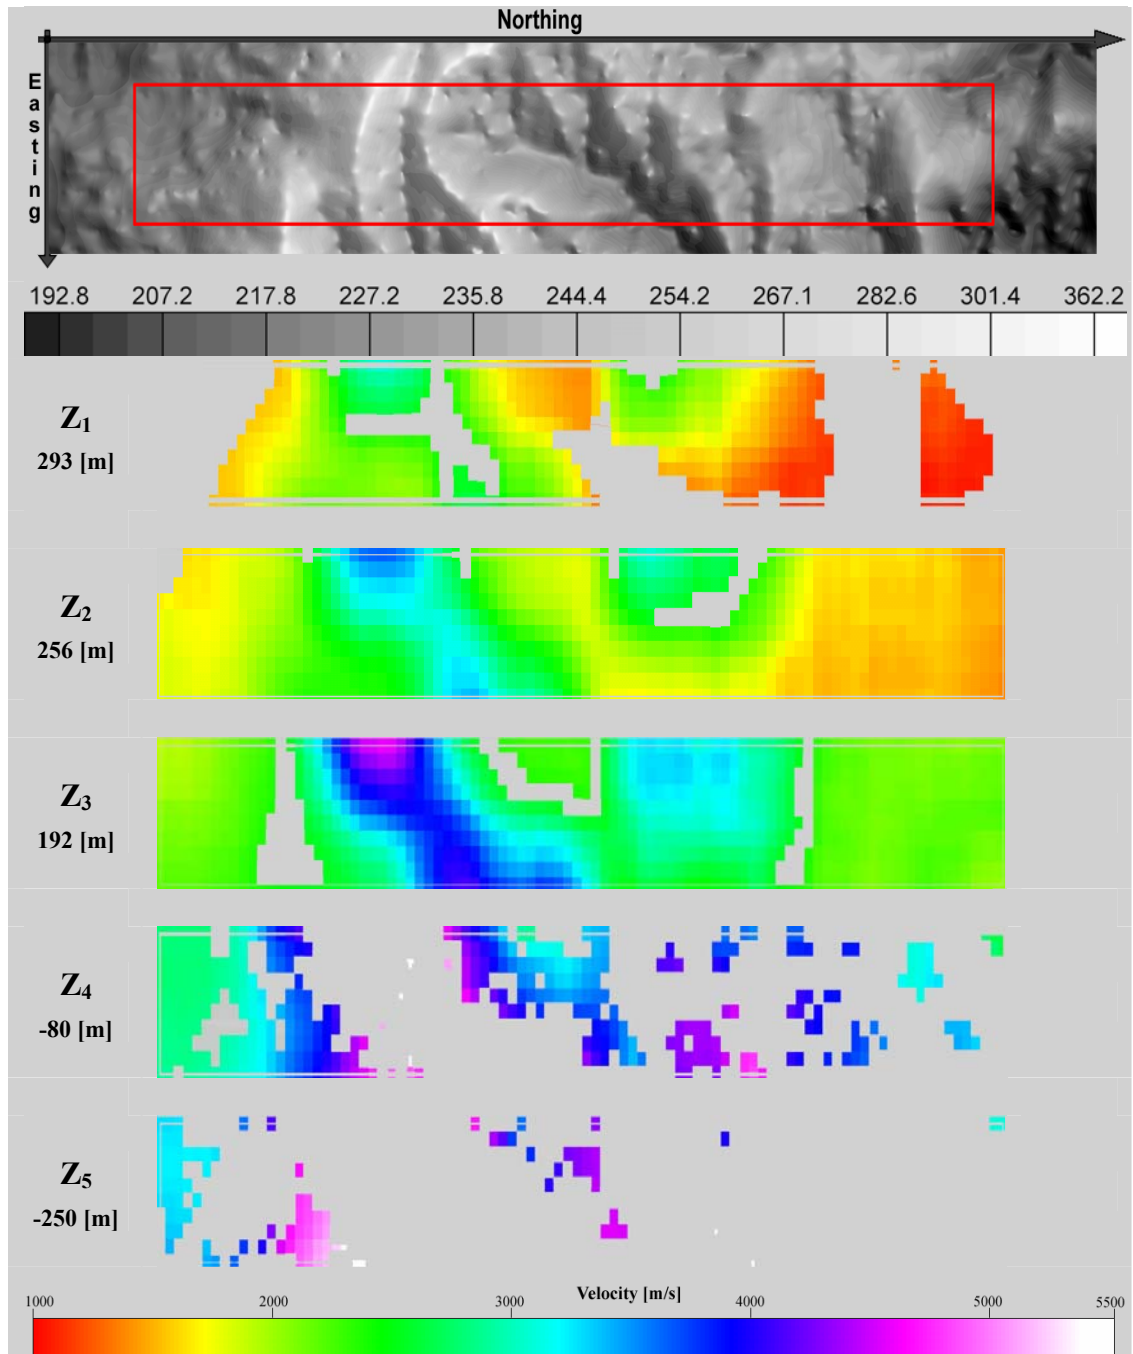 Northing
Easting
192.8 207.2 217.8 227.2 235.8 244.4 254.2 267.1 282.6 301.4 362.2
Z1
293 [m]
Z2
256 [m]
Z3
192 [m]
Z4
-80 [m]
Z5
-250 [m]
Velocity [m/s]
1000 2000 3000 4000 5000 5500